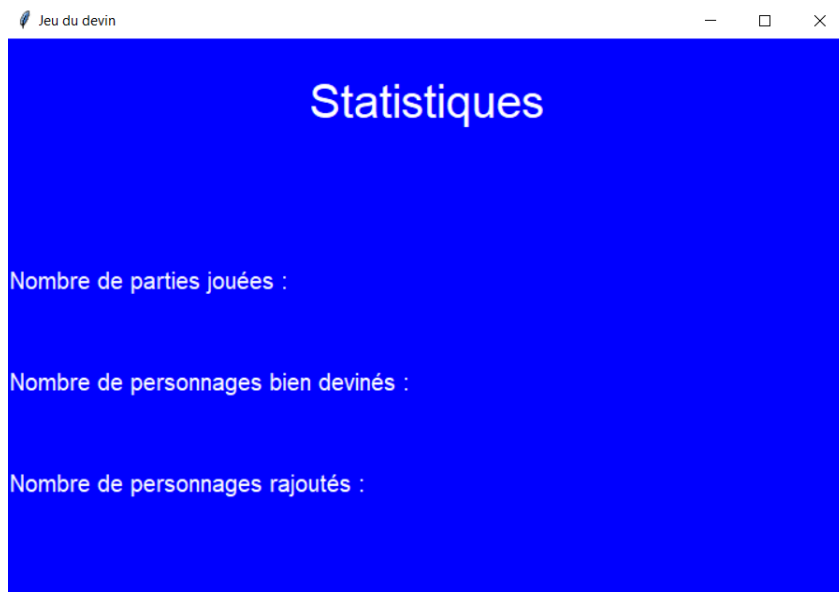 Jeu du devin
Statistiques
Nombre de parties jouées :
Nombre de personnages bien devinés :
Nombre de personnages rajoutés :